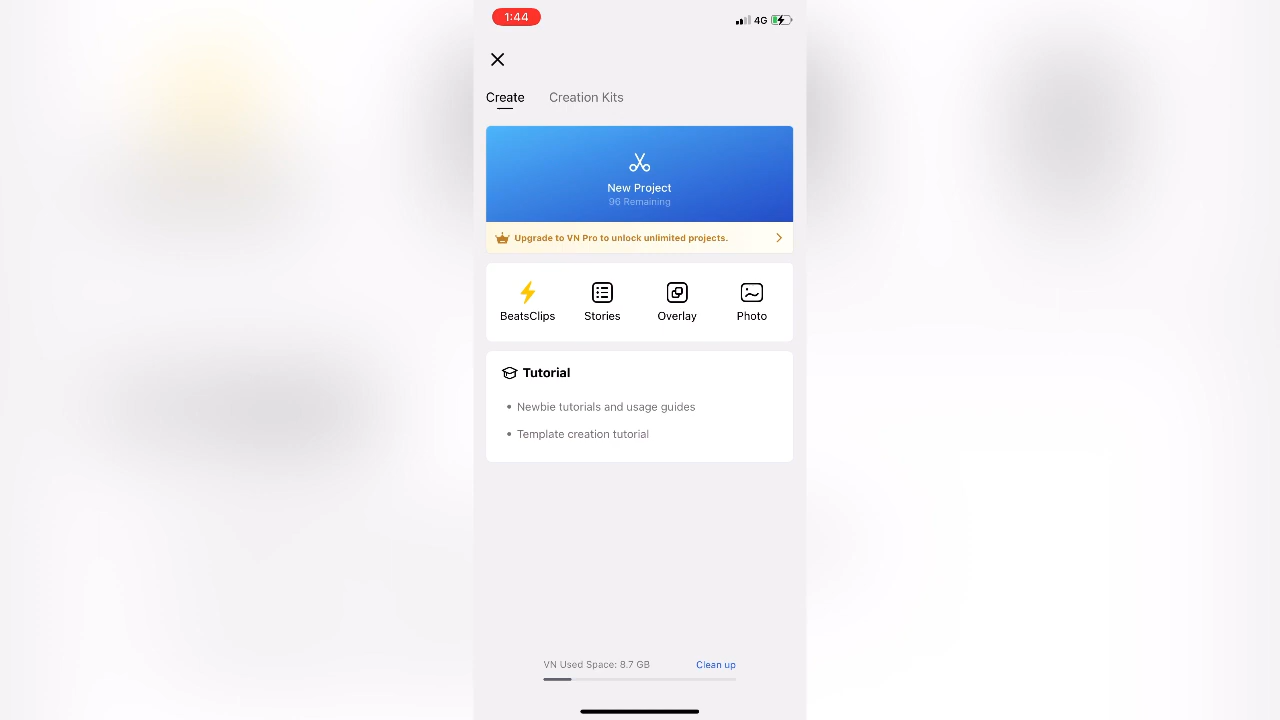 1:44
4G
Create
Creation Kits
New Project
96 Remaining
Upgrade to VN Pro to unlock unlimited projects.
BeatsClips
Stories
Overlay
Photo
Tutorial
• Newbie tutorials and usage guides
• Template creation tutorial
VN Used Space: 8.7 GB
Clean up